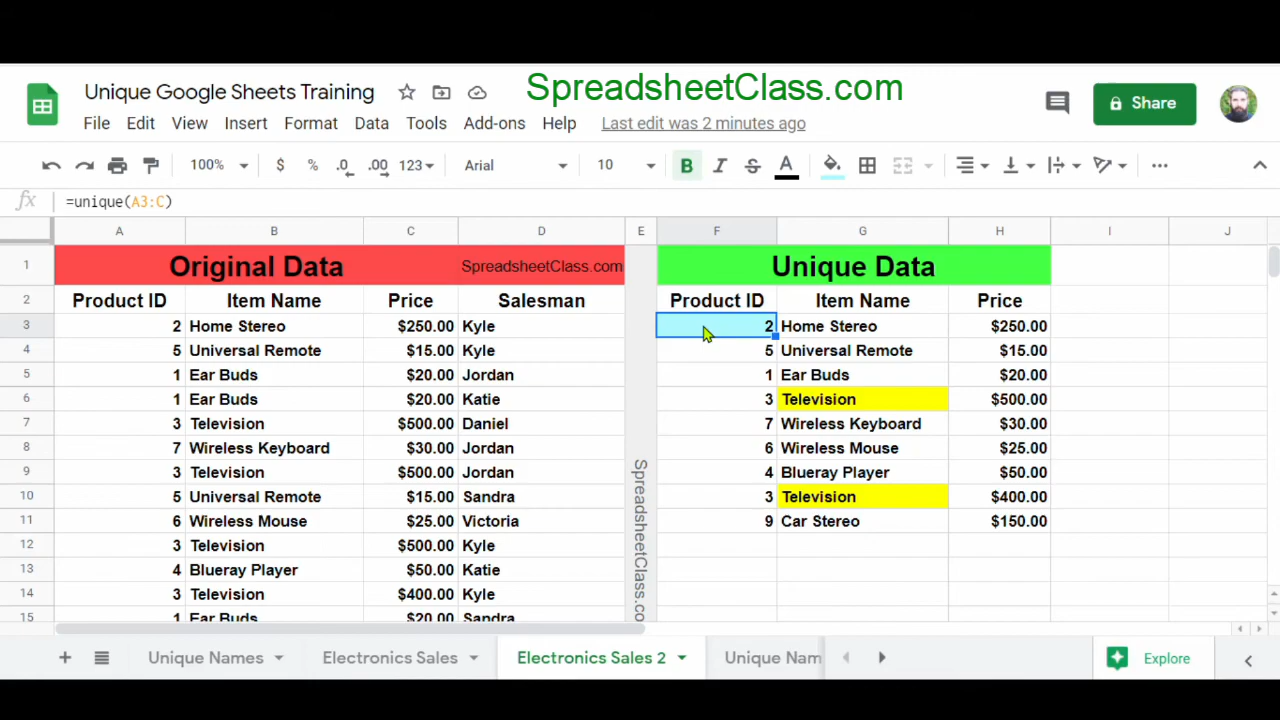 SpreadsheetClass.com
Unique Google Sheets Training
Share
File Edit View Insert Format Data Tools Add-ons Help Last edit was 2 minutes ago
100% $ % .0 .00 123 Arial 10 B I S A
fx =unique(A3:C)
A B C D E F G H I J
1 Original Data SpreadsheetClass.com Unique Data
2 Product ID Item Name Price Salesman Product ID Item Name Price
3 2 Home Stereo $250.00 Kyle 2 Home Stereo $250.00
4 5 Universal Remote $15.00 Kyle 5 Universal Remote $15.00
5 1 Ear Buds $20.00 Jordan 1 Ear Buds $20.00
6 1 Ear Buds $20.00 Katie 3 Television $500.00
7 3 Television $500.00 Daniel 7 Wireless Keyboard $30.00
8 7 Wireless Keyboard $30.00 Jordan 6 Wireless Mouse $25.00
9 3 Television $500.00 Jordan 4 Blueray Player $50.00
10 5 Universal Remote $15.00 Sandra 3 Television $400.00
11 6 Wireless Mouse $25.00 Victoria 9 Car Stereo $150.00
12 3 Television $500.00 Kyle
13 4 Blueray Player $50.00 Katie
14 3 Television $400.00 Kyle
15 1 Ear Buds $20.00 Sandra
SpreadsheetClass.co
Unique Names Electronics Sales Electronics Sales 2 Unique Nam Explore